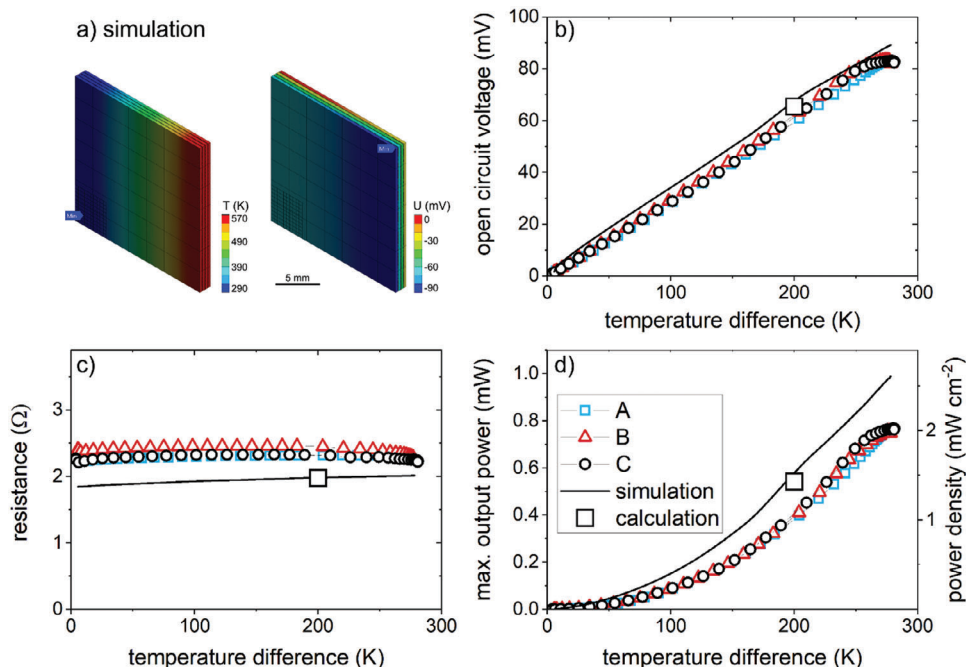 a) simulation
Min
T (K)
570
490
390
290
5 mm
Min
U (mV)
0
-30
-60
-90
b)
open circuit voltage (mV)
100
80
60
40
20
0
0
100
200
300
temperature difference (K)
c)
resistance (Ω)
3
2
1
0
0
100
200
300
temperature difference (K)
d)
max. output power (mW)
1.0
0.8
0.6
0.4
0.2
0.0
A
B
C
simulation
calculation
2
1
power density (mW cm⁻²)
0
100
200
300
temperature difference (K)